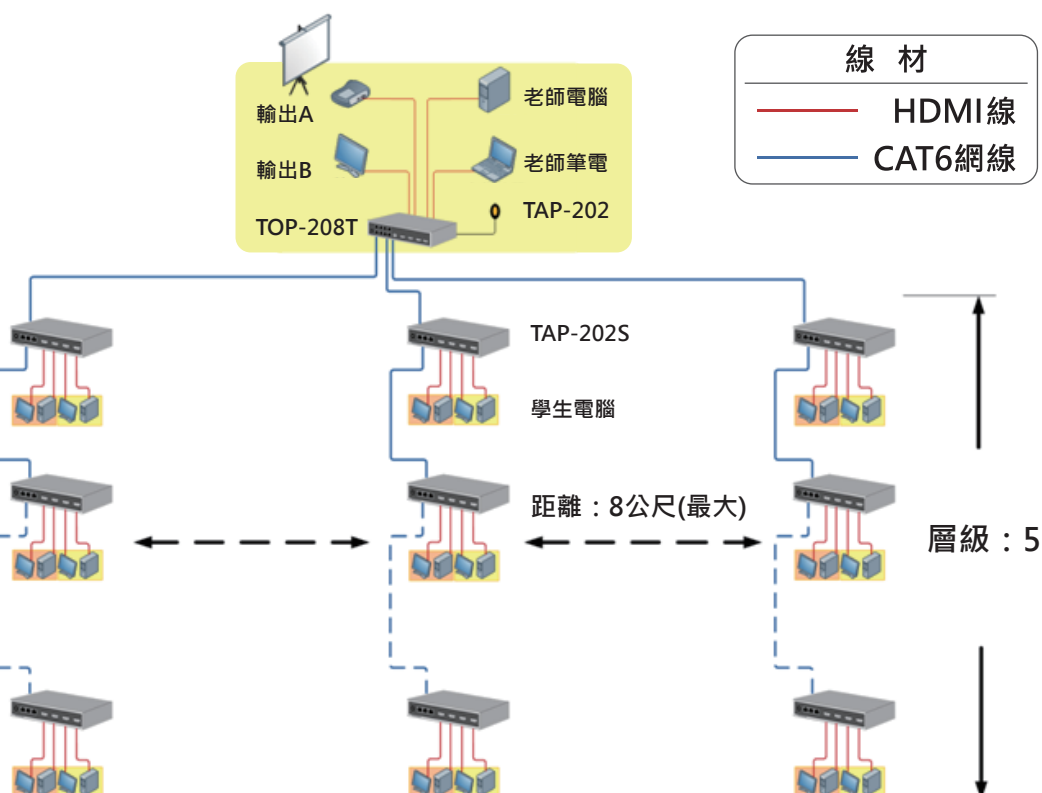 線 材
HDMI線
CAT6網線
輸出A
老師電腦
輸出B
老師筆電
TAP-202
TOP-208T
TAP-202S
學生電腦
距離：8公尺(最大)
層級：5